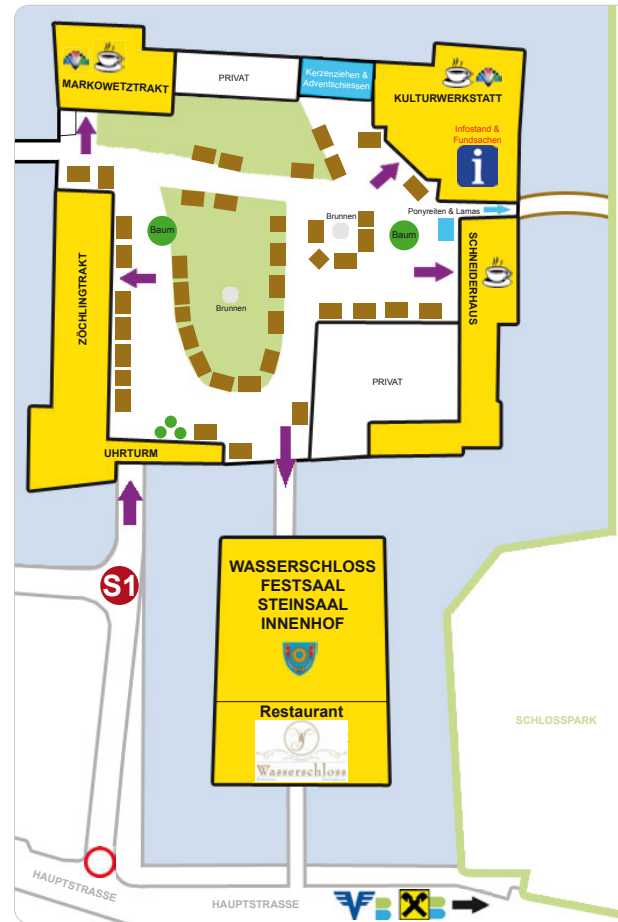 MARKOWETZTRAKT
PRIVAT
Kerzenziehen &
Adventschiessen
KULTURWERKSTATT
Infostand &
Fundsachen
i
Ponyreiten & Lamas
Baum
Brunnen
Baum
ZÖCHLINGTRAKT
Brunnen
SCHNEIDERHAUS
PRIVAT
UHRTURM
S1
WASSERSCHLOSS
FESTSAAL
STEINSAAL
INNENHOF
Restaurant
Wasserschloss
SCHLOSSPARK
HAUPTSTRASSE
HAUPTSTRASSE